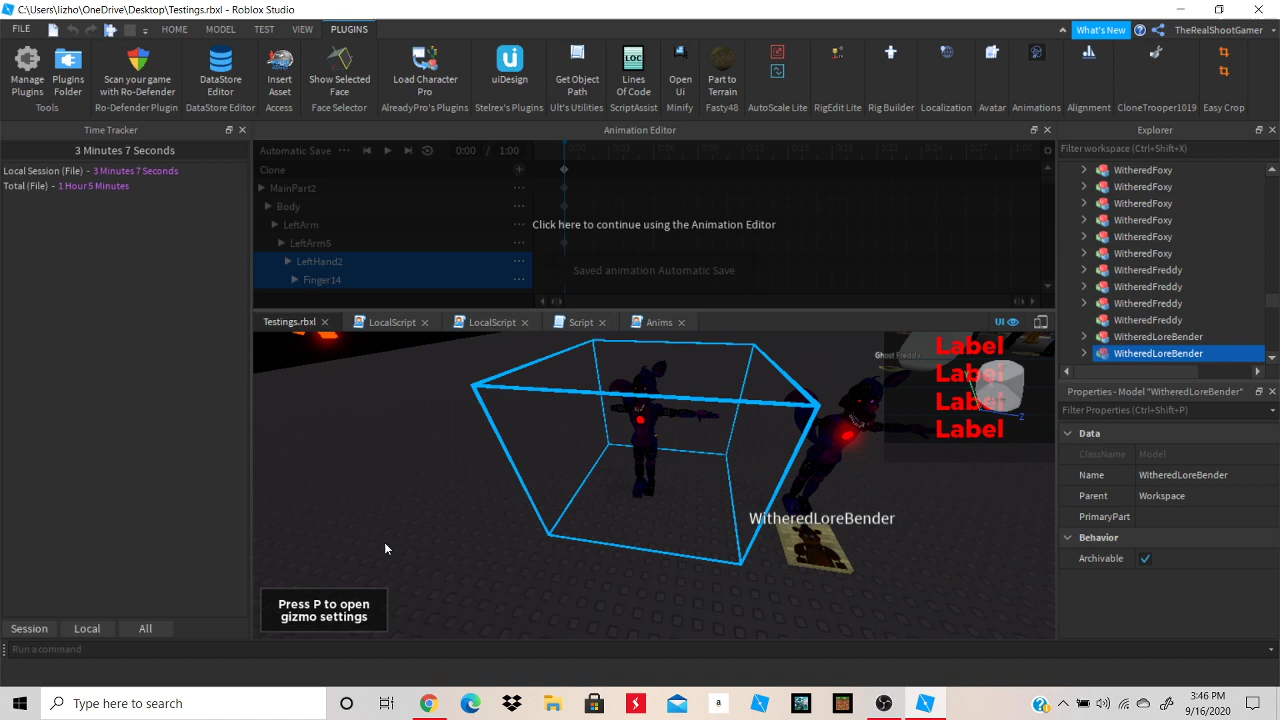 C:\Users\lizho\OneDrive\Desktop\Testings.rbxl - Roblox Studio
FILE HOME MODEL TEST VIEW PLUGINS What's New TheRealShootGamer
Manage Plugins
Plugins Folder
Tools
Scan your game with Ro-Defender
Ro-Defender Plugin
DataStore Editor
DataStore Editor
Insert Asset
Access
Show Selected Face
Face Selector
Load Character Pro
AlreadyPro's Plugins
uiDesign
Stelrex's Plugins
Get Object Path
Ult's Utilities
LOC
Lines Of Code
ScriptAssist
Open Ui
Minify
Part to Terrain
Fasty48
AutoScale Lite
RigEdit Lite
Rig Builder
Localization
Avatar
Animations
Alignment
CloneTrooper1019
Easy Crop
Time Tracker
3 Minutes 7 Seconds
Local Session (File) - 3 Minutes 7 Seconds
Total (File) - 1 Hour 5 Minutes
Session Local All
Animation Editor
Automatic Save ... 0:00 / 1:00
Clone
MainPart2
Body
LeftArm
LeftArm5
LeftHand2
Finger14
Click here to continue using the Animation Editor
Saved animation Automatic Save
Testings.rbxl LocalScript LocalScript Script Anims UI
Ghost Freddy
Label
Label
Label
Label
Z
WitheredLoreBender
Press P to open
gizmo settings
Explorer
Filter workspace (Ctrl+Shift+X)
WitheredFoxy
WitheredFoxy
WitheredFoxy
WitheredFoxy
WitheredFoxy
WitheredFoxy
WitheredFreddy
WitheredFreddy
WitheredFreddy
WitheredFreddy
WitheredLoreBender
WitheredLoreBender
Properties - Model "WitheredLoreBender"
Filter Properties (Ctrl+Shift+P)
Data
ClassName Model
Name WitheredLoreBender
Parent Workspace
PrimaryPart
Behavior
Archivable
Run a command
Type here to search
3:46 PM
9/16/2020